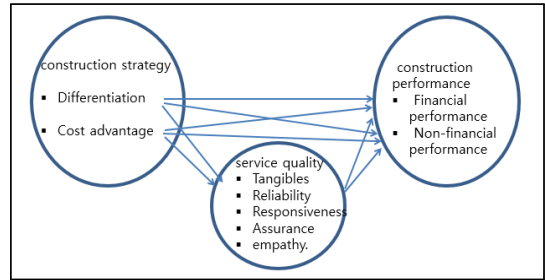 construction strategy
▪ Differentiation
▪ Cost advantage
service quality
▪ Tangibles
▪ Reliability
▪ Responsiveness
▪ Assurance
▪ empathy.
construction
performance
▪ Financial
performance
▪ Non-financial
performance